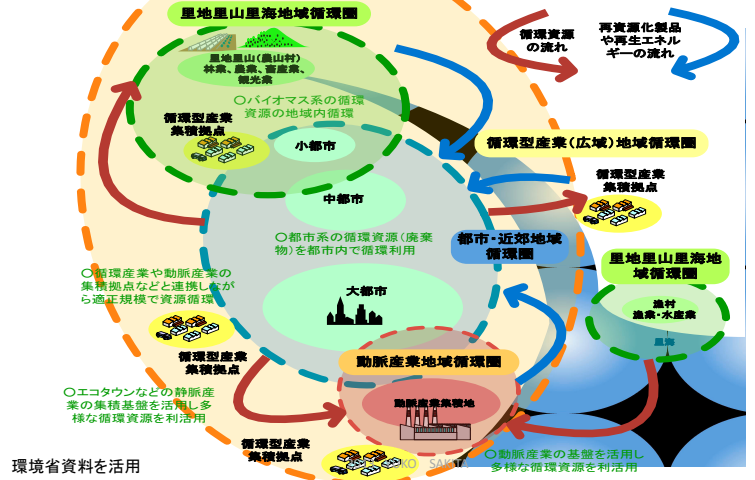 里地里山里海地域循環圏
循環資源
の流れ
再資源化製品
や再生エネル
ギーの流れ
里地里山(農山村)
林業、農業、畜産業、
観光業
〇バイオマス系の循環
資源の地域内循環
循環型産業
集積拠点
小都市
循環型産業(広域)地域循環圏
循環型産業
集積拠点
中都市
〇都市系の循環資源(廃棄
物)を都市内で循環利用
都市・近郊地域
循環圏
里地里山里海地
域循環圏
〇循環産業や動脈産業の
集積拠点などと連携しなが
ら適正規模で資源循環
大都市
漁村
漁業・水産業
里海
循環型産業
集積拠点
動脈産業地域循環圏
〇エコタウンなどの静脈産
業の集積基盤を活用し多
様な循環資源を利活用
動脈産業集積地
循環型産業
集積拠点
〇動脈産業の基盤を活用し
多様な循環資源を利活用
環境省資料を活用
SAKITA